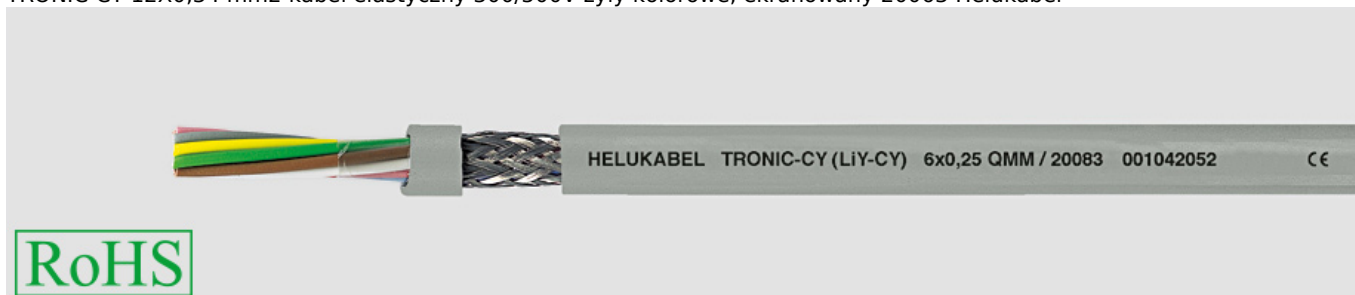 HELUKABEL TRONIC-CY (LiY-CY) 6x0,25 QMM / 20083 001042052 CE
RoHS